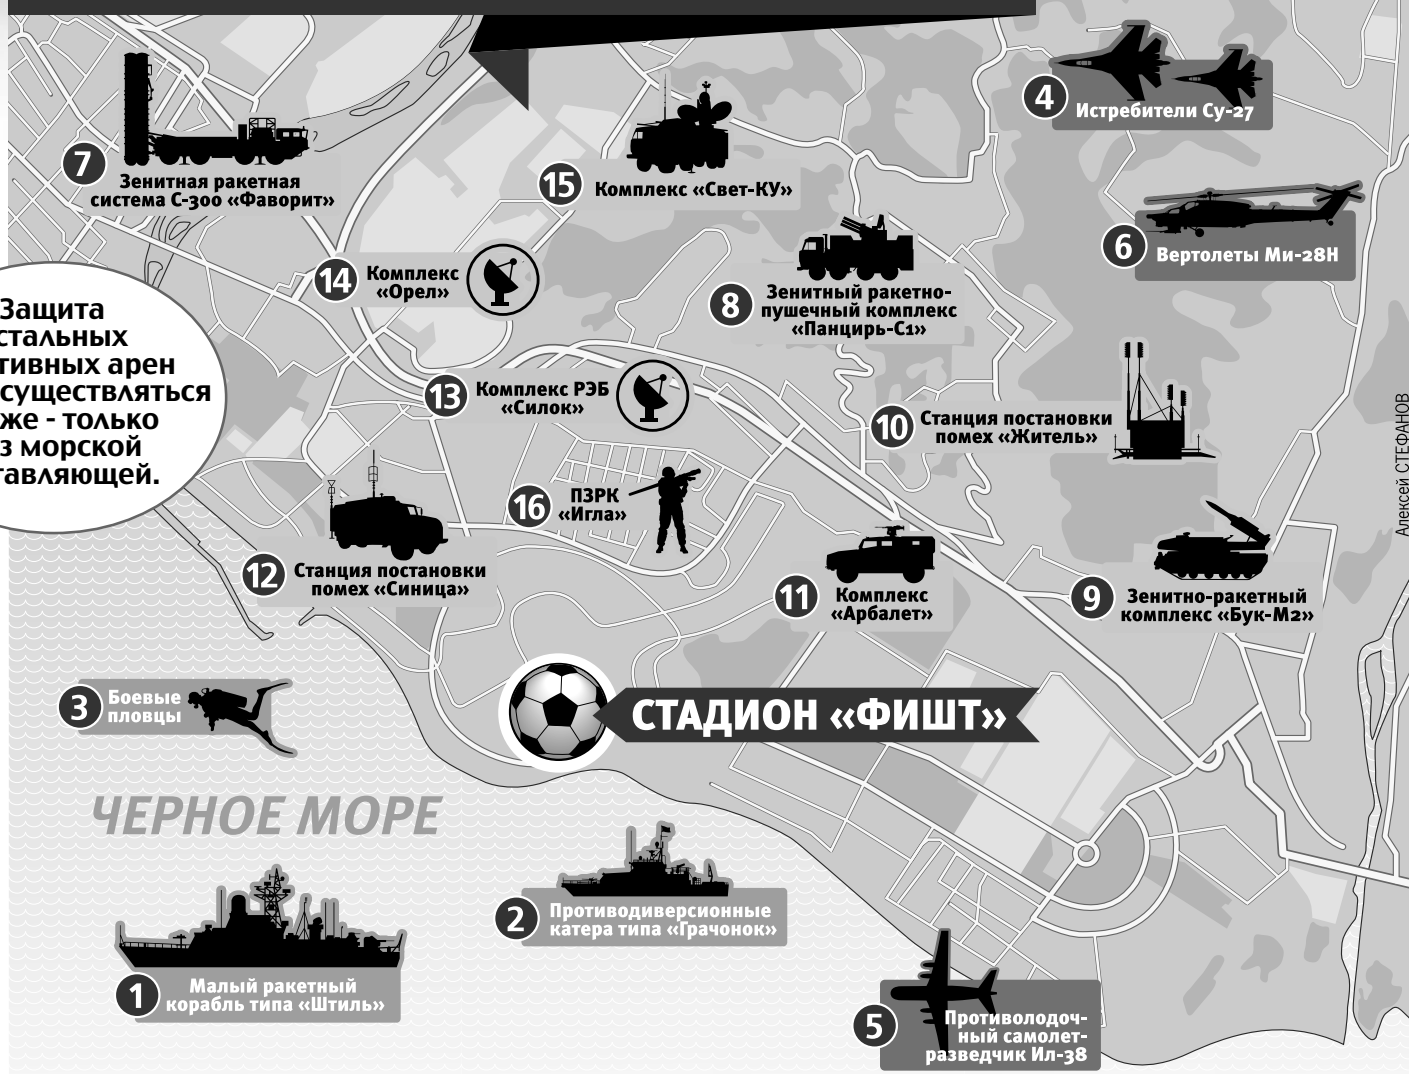 4
Истребители Су-27
7
Зенитная ракетная
система С-300 «Фаворит»
15
Комплекс «Свет-КУ»
6
Вертолеты Ми-28Н
14
Комплекс
«Орел»
8
Зенитный ракетно-
пушечный комплекс
«Панцирь-С1»
Защита
стальных
тивных арен
существляться
же - только
з морской
тавляющей.
13
Комплекс РЭБ
«Силок»
10
Станция постановки
помех «Житель»
Алексей СТЕФАНОВ
16
ПЗРК
«Игла»
12
Станция постановки
помех «Синица»
11
Комплекс
«Арбалет»
9
Зенитно-ракетный
комплекс «Бук-М2»
3
Боевые
пловцы
СТАДИОН «ФИШТ»
ЧЕРНОЕ МОРЕ
2
Противодиверсионные
катера типа «Грачонок»
1
Малый ракетный
корабль типа «Штиль»
5
Противолодоч-
ный самолет-
разведчик Ил-38